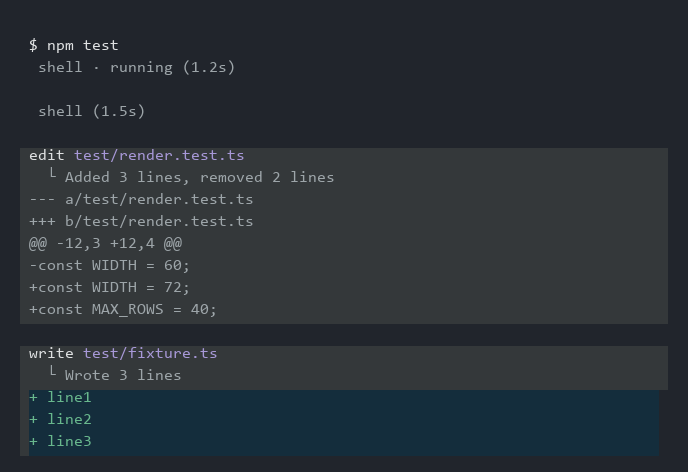 $ npm test
shell · running (1.2s)
shell (1.5s)
edit test/render.test.ts
└ Added 3 lines, removed 2 lines
--- a/test/render.test.ts
+++ b/test/render.test.ts
@@ -12,3 +12,4 @@
-const WIDTH = 60;
+const WIDTH = 72;
+const MAX_ROWS = 40;
write test/fixture.ts
└ Wrote 3 lines
+ line1
+ line2
+ line3